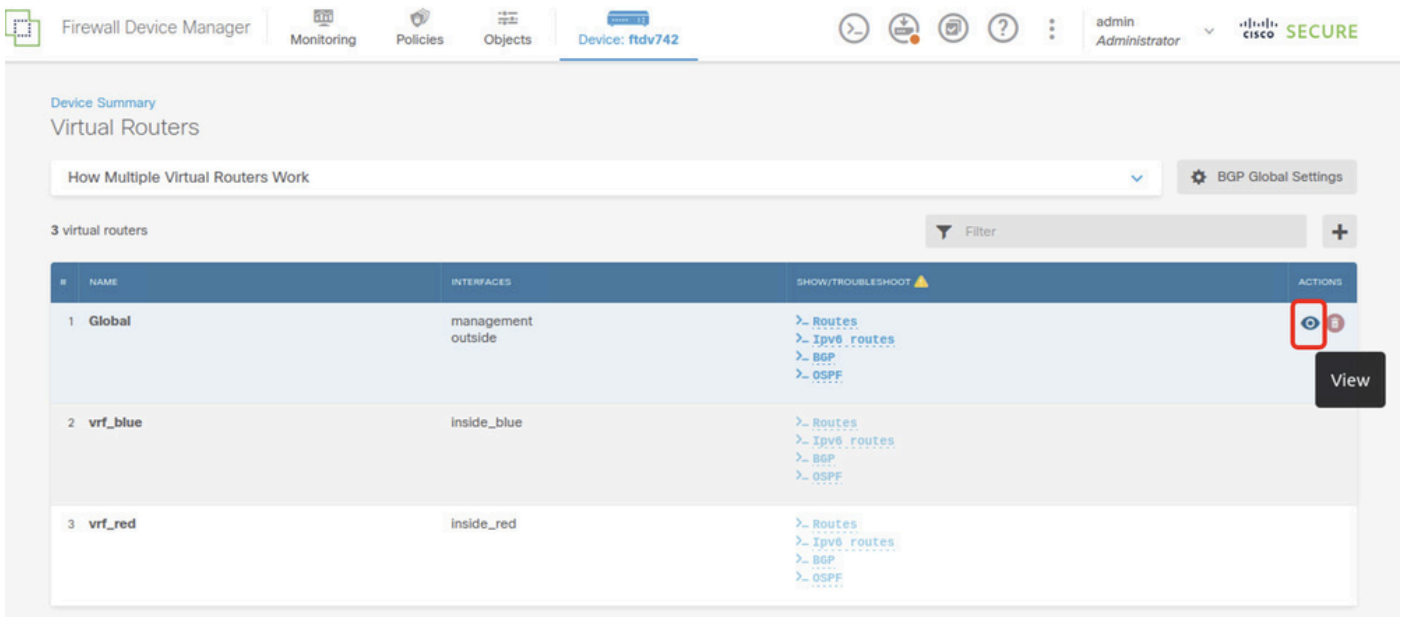 Firewall Device Manager
Monitoring
Policies
Objects
Device: ftdv742
admin
Administrator
cisco SECURE
Device Summary
Virtual Routers
How Multiple Virtual Routers Work
BGP Global Settings
3 virtual routers
Filter
# NAME INTERFACES SHOW/TROUBLESHOOT ACTIONS
1 Global management >_ Routes
outside >_ Ipv6 routes
>_ BGP
>_ OSPF
View
2 vrf_blue inside_blue >_ Routes
>_ Ipv6 routes
>_ BGP
>_ OSPF
3 vrf_red inside_red >_ Routes
>_ Ipv6 routes
>_ BGP
>_ OSPF